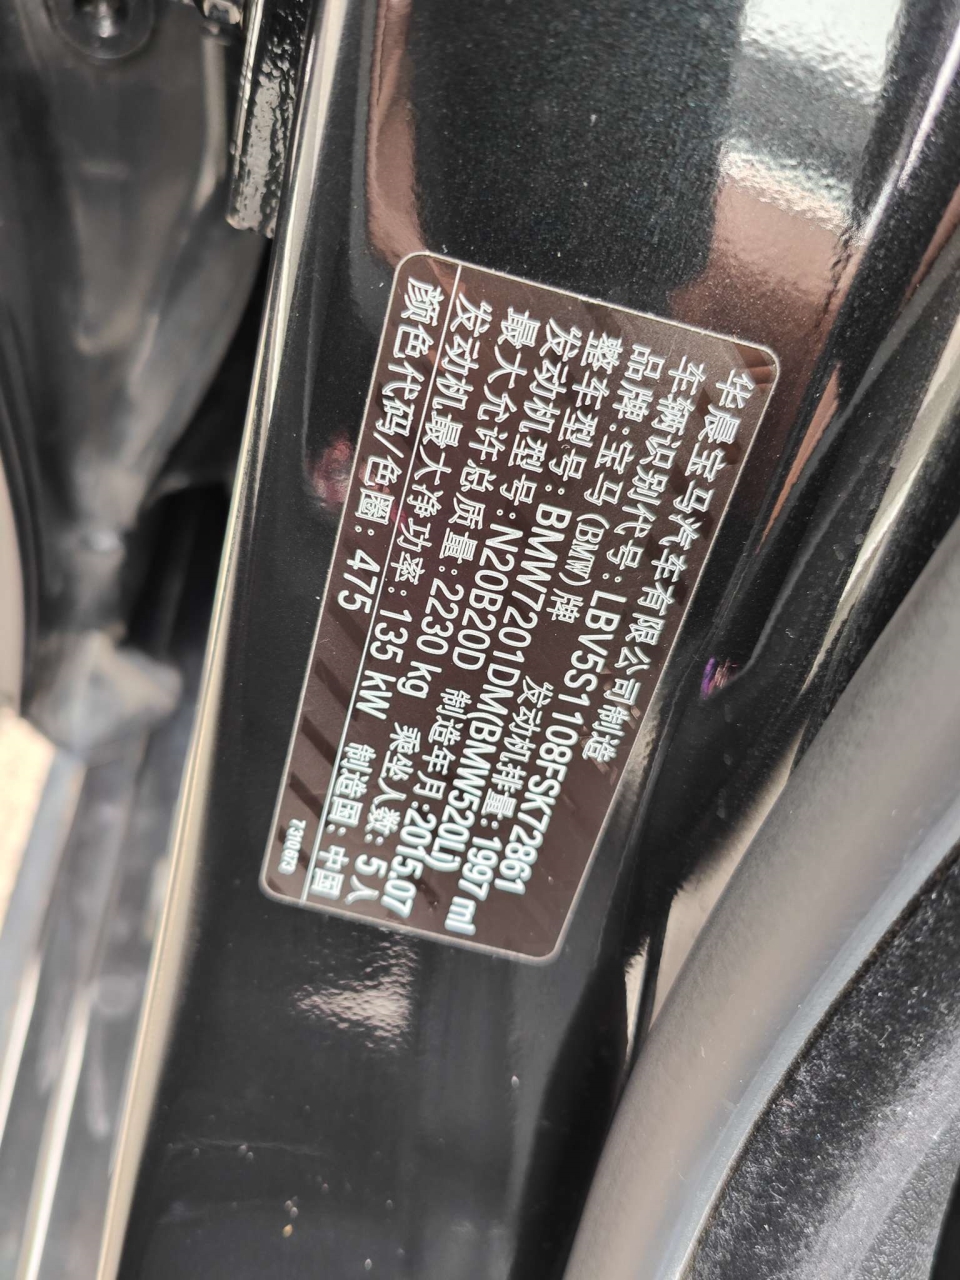 华晨宝马汽车有限公司制造
车辆识别代号: LBV5S1108FSK72861
品牌: 宝马 (BMW) 牌 发动机排量: 1997 ml
整车型号: BMW7201DM(BMW520Li)
发动机型号: N20B20D 制造年月: 2015.07
最大允许总质量: 2230 kg 乘坐人数: 5 人
发动机最大净功率: 135 kW 制造国: 中国
颜色代码/色圈: 475